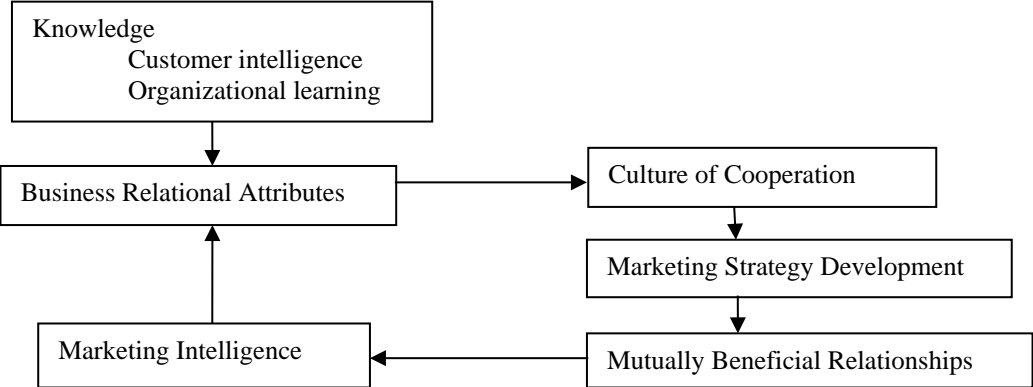 Knowledge
Customer intelligence
Organizational learning
Business Relational Attributes
Culture of Cooperation
Marketing Strategy Development
Marketing Intelligence
Mutually Beneficial Relationships